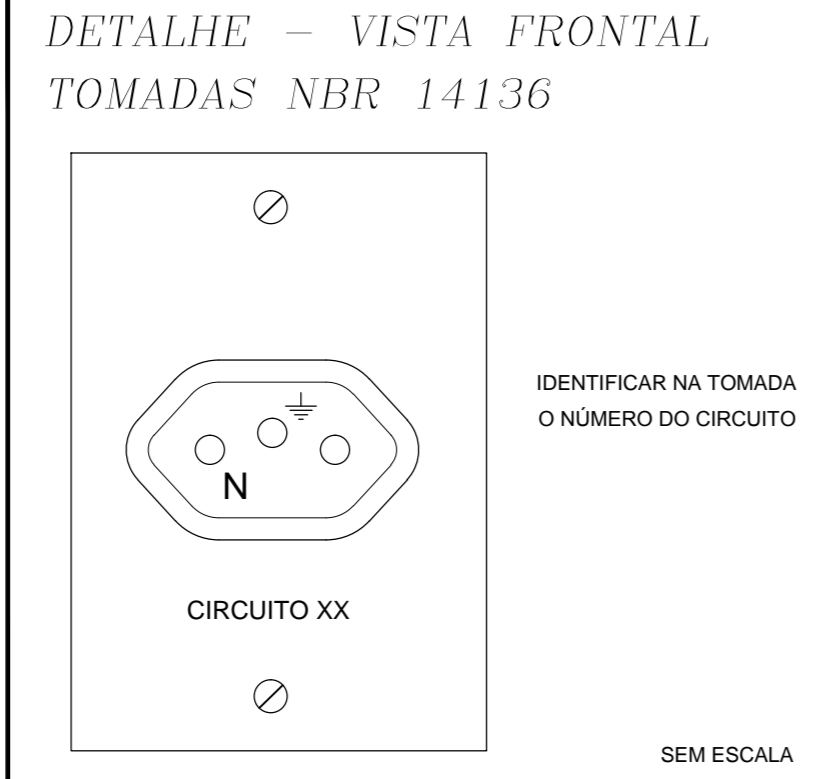 DETALHE – VISTA FRONTAL
TOMADAS NBR 14136
IDENTIFICAR NA TOMADA
O NÚMERO DO CIRCUITO
N
CIRCUITO XX
SEM ESCALA